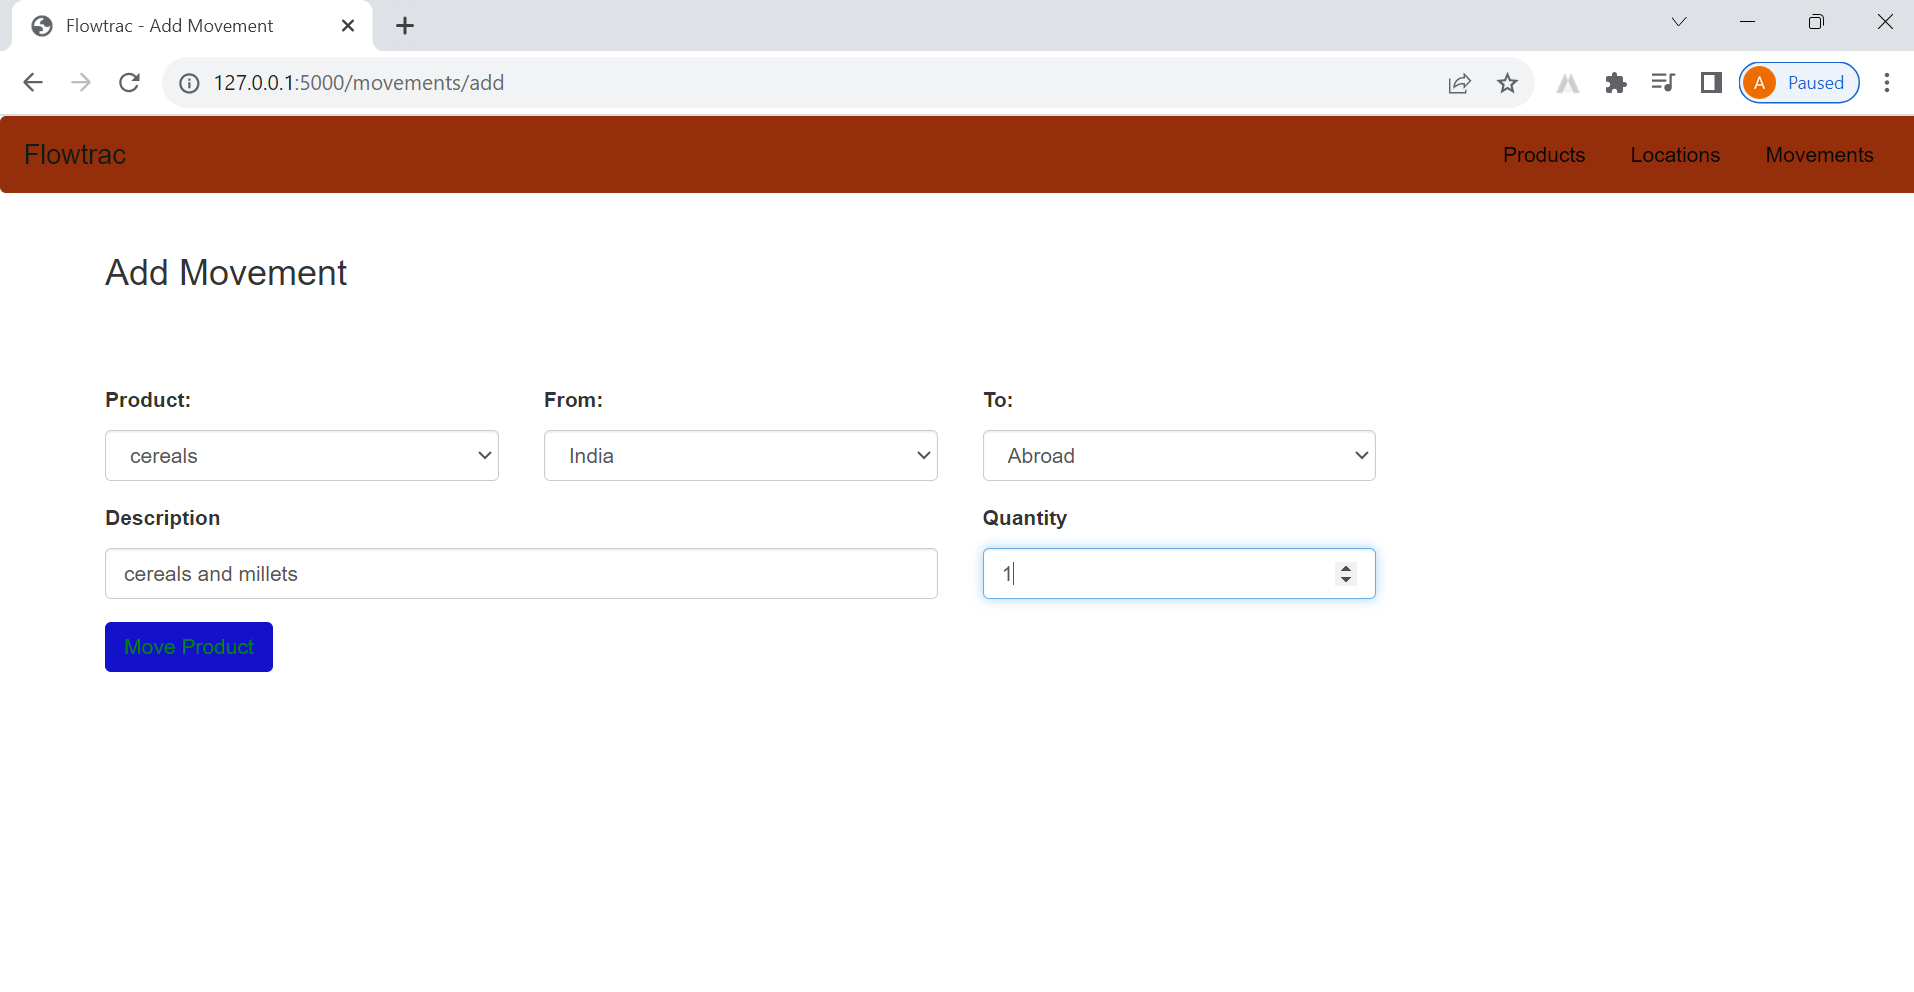 Flowtrac - Add Movement
127.0.0.1:5000/movements/add
A Paused
Flowtrac Products Locations Movements
Add Movement
Product: From: To:
cereals India Abroad
Description Quantity
cereals and millets 1
Move Product